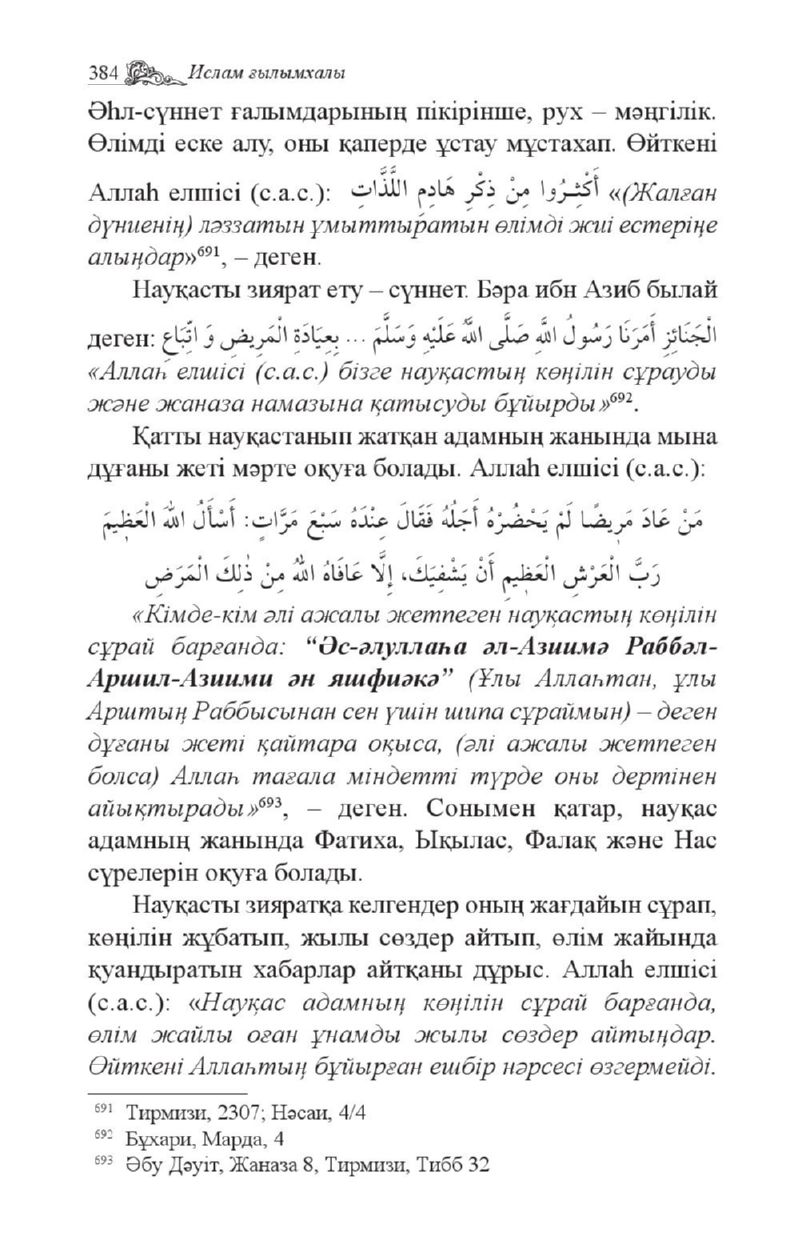 384 Ислам ғылымхалы
Әһл-сүннет ғалымдарының пікірінше, рух – мәңгілік.
Өлімді еске алу, оны қаперде ұстау мұстахап. Өйткені
Аллаһ елшісі (с.а.с.): أَكْثِرُوا مِنْ ذِكْرِ هَادِمِ اللَّذَّاتِ «(Жалған
дүниенің) ләззатын ұмыттыратын өлімді жиі естеріңе
алыңдар»⁶⁹¹, – деген.
Науқасты зиярат ету – сүннет. Бәра ибн Азиб былай
деген: الْجَنَائِزِ أَمَرَنَا رَسُولُ اللهِ صَلَّى اللهُ عَلَيْهِ وَسَلَّمَ ... بِعِيَادَةِ الْمَرِيضِ وَ اتِّبَاعِ
«Аллаһ елшісі (с.а.с.) бізге науқастың көңілін сұрауды
және жаназа намазына қатысуды бұйырды»⁶⁹².
Қатты науқастанып жатқан адамның жанында мына
дұғаны жеті мәрте оқуға болады. Аллаһ елшісі (с.а.с.):
مَنْ عَادَ مَرِيضًا لَمْ يَحْضُرْهُ أَجَلُهُ فَقَالَ عِنْدَهُ سَبْعَ مَرَّاتٍ: أَسْأَلُ اللهَ الْعَظِيمَ
رَبَّ الْعَرْشِ الْعَظِيمِ أَنْ يَشْفِيَكَ، إِلَّا عَافَاهُ اللهُ مِنْ ذَلِكَ الْمَرَضِ
«Кімде-кім әлі ажалы жетпеген науқастың көңілін
сұрай барғанда: “Әс-әлуллаһа әл-Азиимә Раббәл-
Аршил-Азиими ән яшфиәкә” (Ұлы Аллаһтан, ұлы
Арштың Раббысынан сен үшін шипа сұраймын) – деген
дұғаны жеті қайтара оқыса, (әлі ажалы жетпеген
болса) Аллаһ тағала міндетті түрде оны дертінен
айықтырады»⁶⁹³, – деген. Сонымен қатар, науқас
адамның жанында Фатиха, Ықылас, Фалақ және Нас
сүрелерін оқуға болады.
Науқасты зияратқа келгендер оның жағдайын сұрап,
көңілін жұбатып, жылы сөздер айтып, өлім жайында
қуандыратын хабарлар айтқаны дұрыс. Аллаһ елшісі
(с.а.с.): «Науқас адамның көңілін сұрай барғанда,
өлім жайлы оған ұнамды жылы сөздер айтыңдар.
Өйткені Аллаһтың бұйырған ешбір нәрсесі өзгермейді.
⁶⁹¹ Тирмизи, 2307; Нәсаи, 4/4
⁶⁹² Бұхари, Марда, 4
⁶⁹³ Әбу Дәуіт, Жаназа 8, Тирмизи, Тибб 32